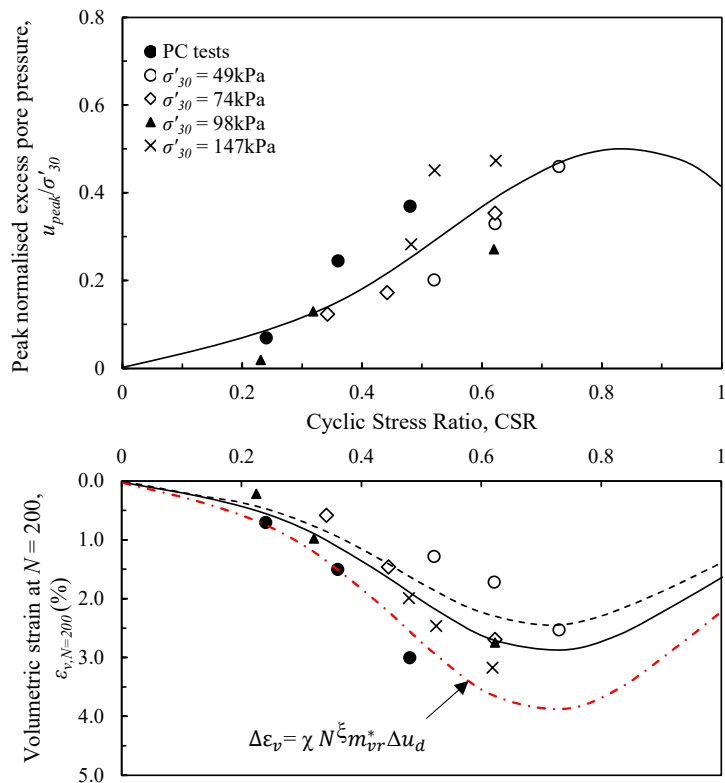 Peak normalised excess pore pressure,
u_peak/σ′_30
0.8
0.6
0.4
0.2
0
PC tests
σ′_30 = 49kPa
σ′_30 = 74kPa
σ′_30 = 98kPa
σ′_30 = 147kPa
0 0.2 0.4 0.6 0.8 1
Cyclic Stress Ratio, CSR
0 0.2 0.4 0.6 0.8 1
Volumetric strain at N = 200,
ε_v,N=200 (%)
0.0
1.0
2.0
3.0
4.0
5.0
Δε_v = χ N^ξ m*_vr Δu_d